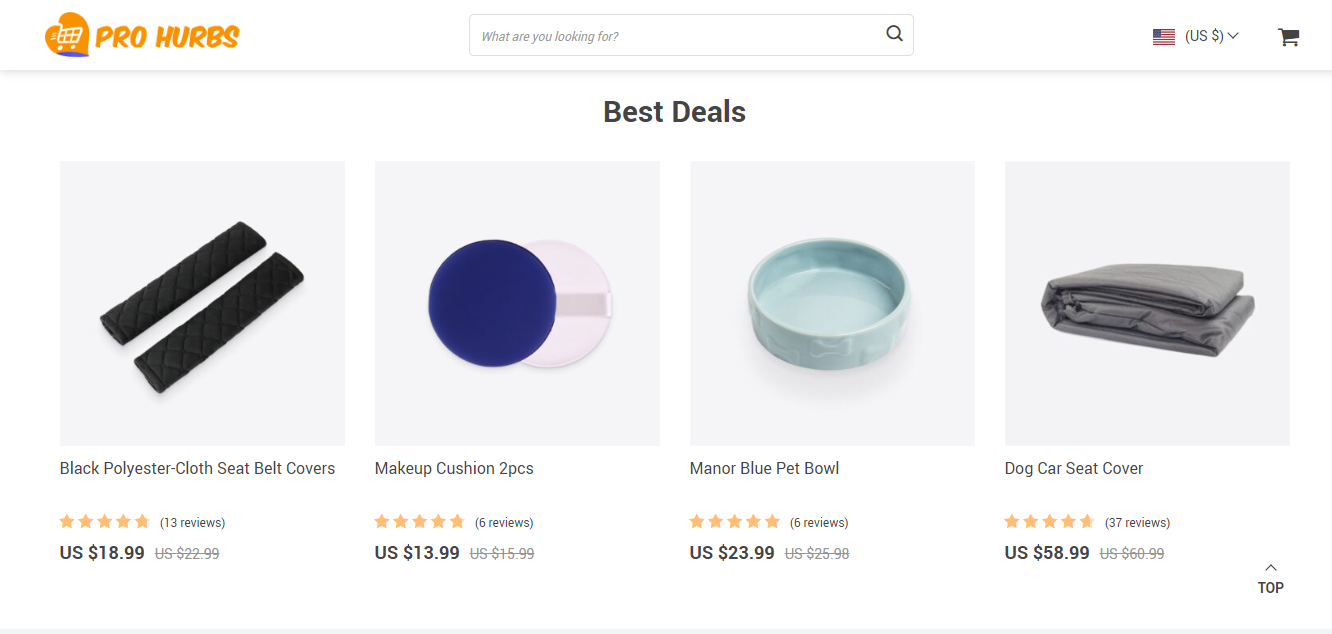 PRO HURBS
What are you looking for?
(US $)
Best Deals
Black Polyester-Cloth Seat Belt Covers
Makeup Cushion 2pcs
Manor Blue Pet Bowl
Dog Car Seat Cover
(13 reviews)
(6 reviews)
(6 reviews)
(37 reviews)
US $18.99 US $22.99
US $13.99 US $15.99
US $23.99 US $25.98
US $58.99 US $60.99
TOP